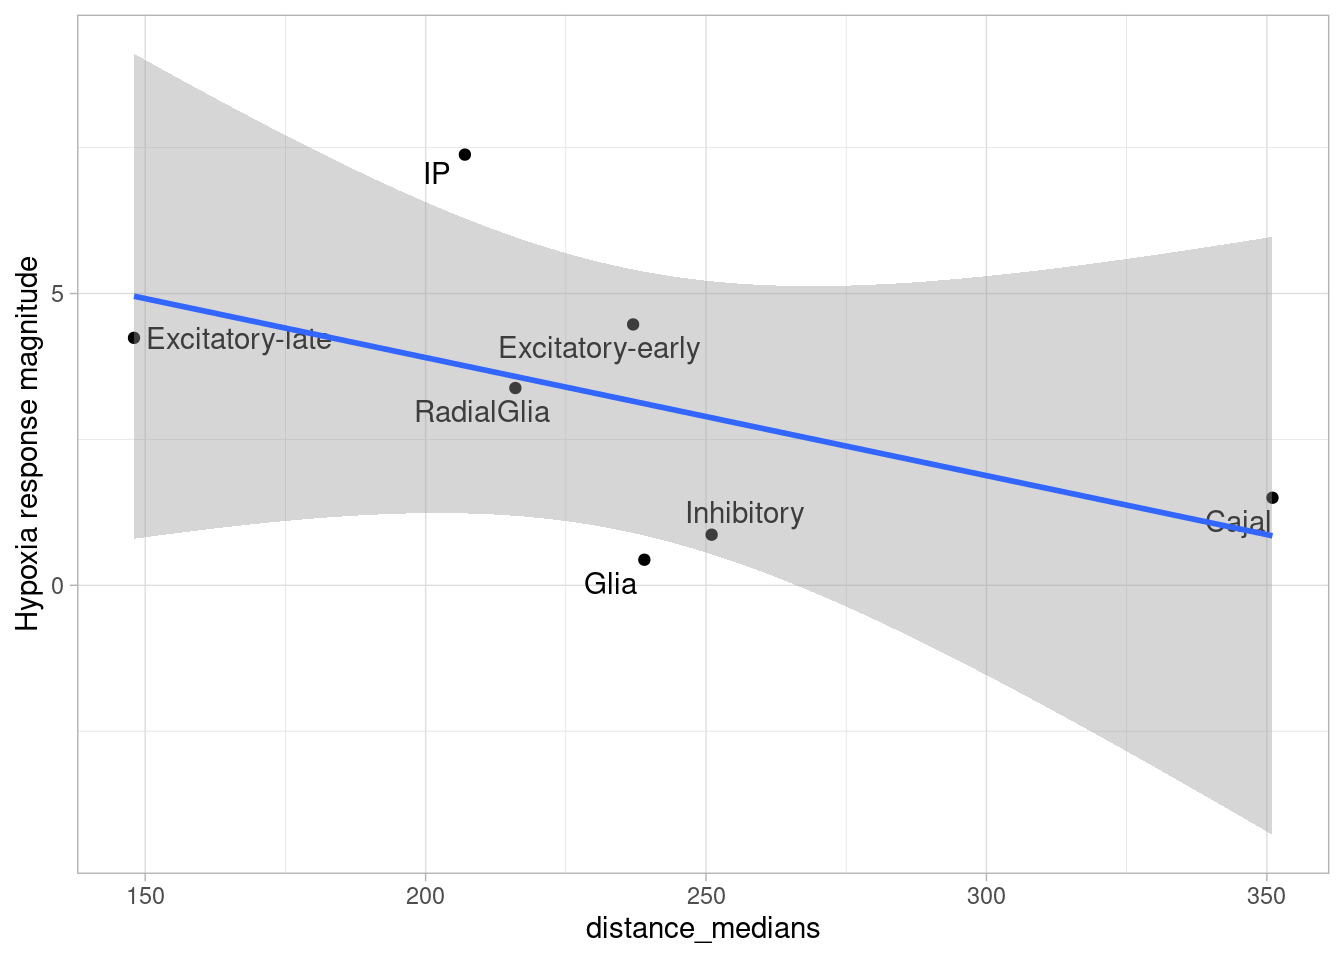 Hypoxia response magnitude
5
0
IP
Excitatory-late
Excitatory-early
RadialGlia
Inhibitory
Cajal
Glia
150
200
250
300
350
distance_medians